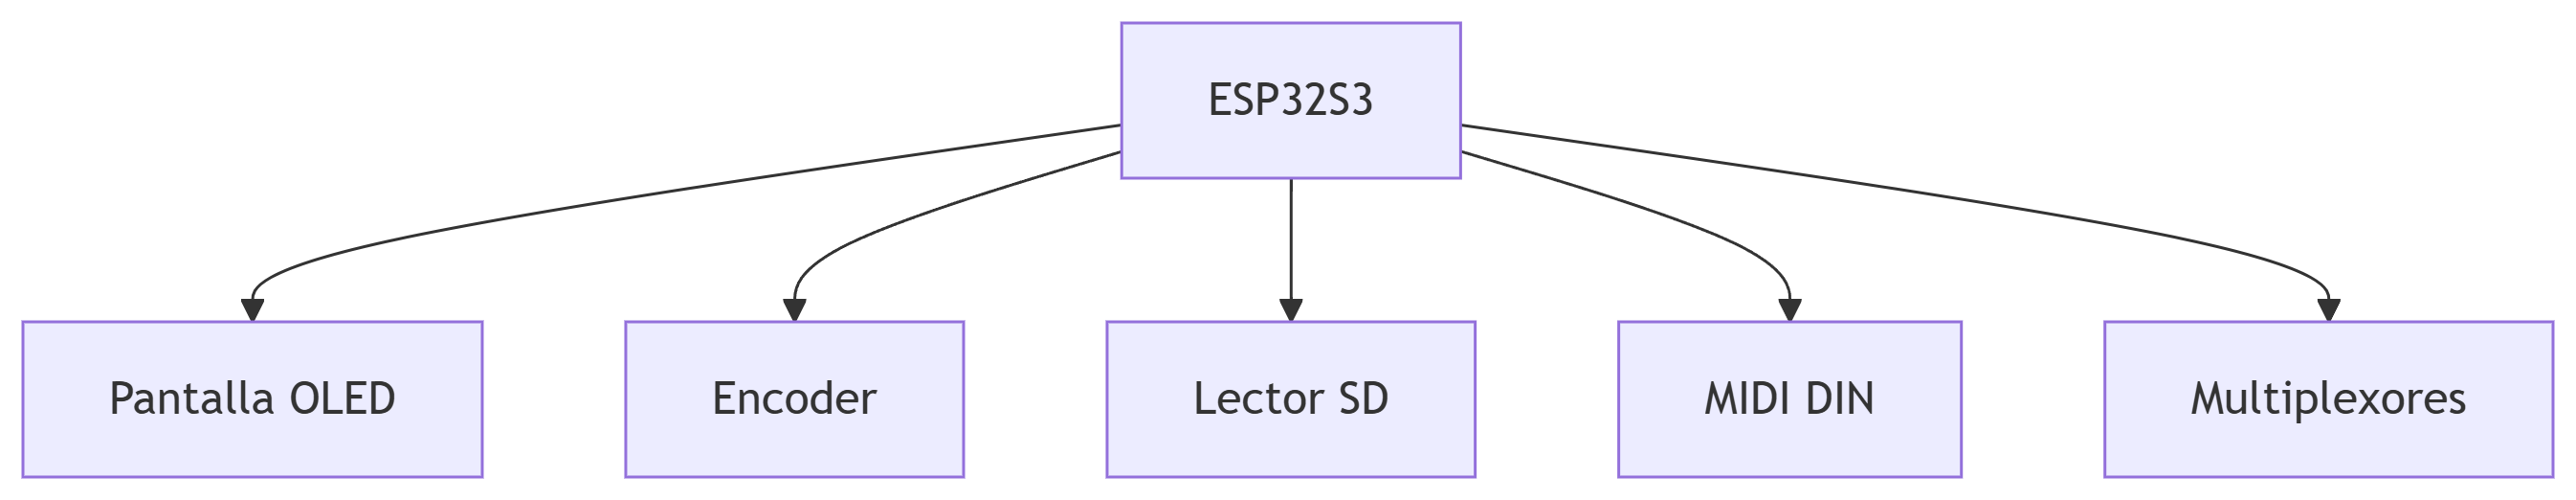 ESP32S3
Pantalla OLED
Encoder
Lector SD
MIDI DIN
Multiplexores